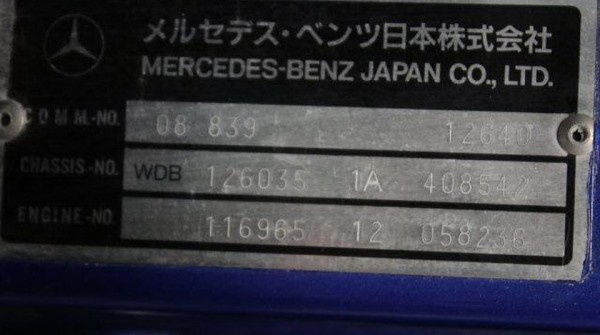 メルセデス・ベンツ日本株式会社
MERCEDES-BENZ JAPAN CO., LTD.
COMM.-NO. 08 839 12640
CHASSIS-NO. WDB 126035 1A 408542
ENGINE-NO. 116965 12 058236